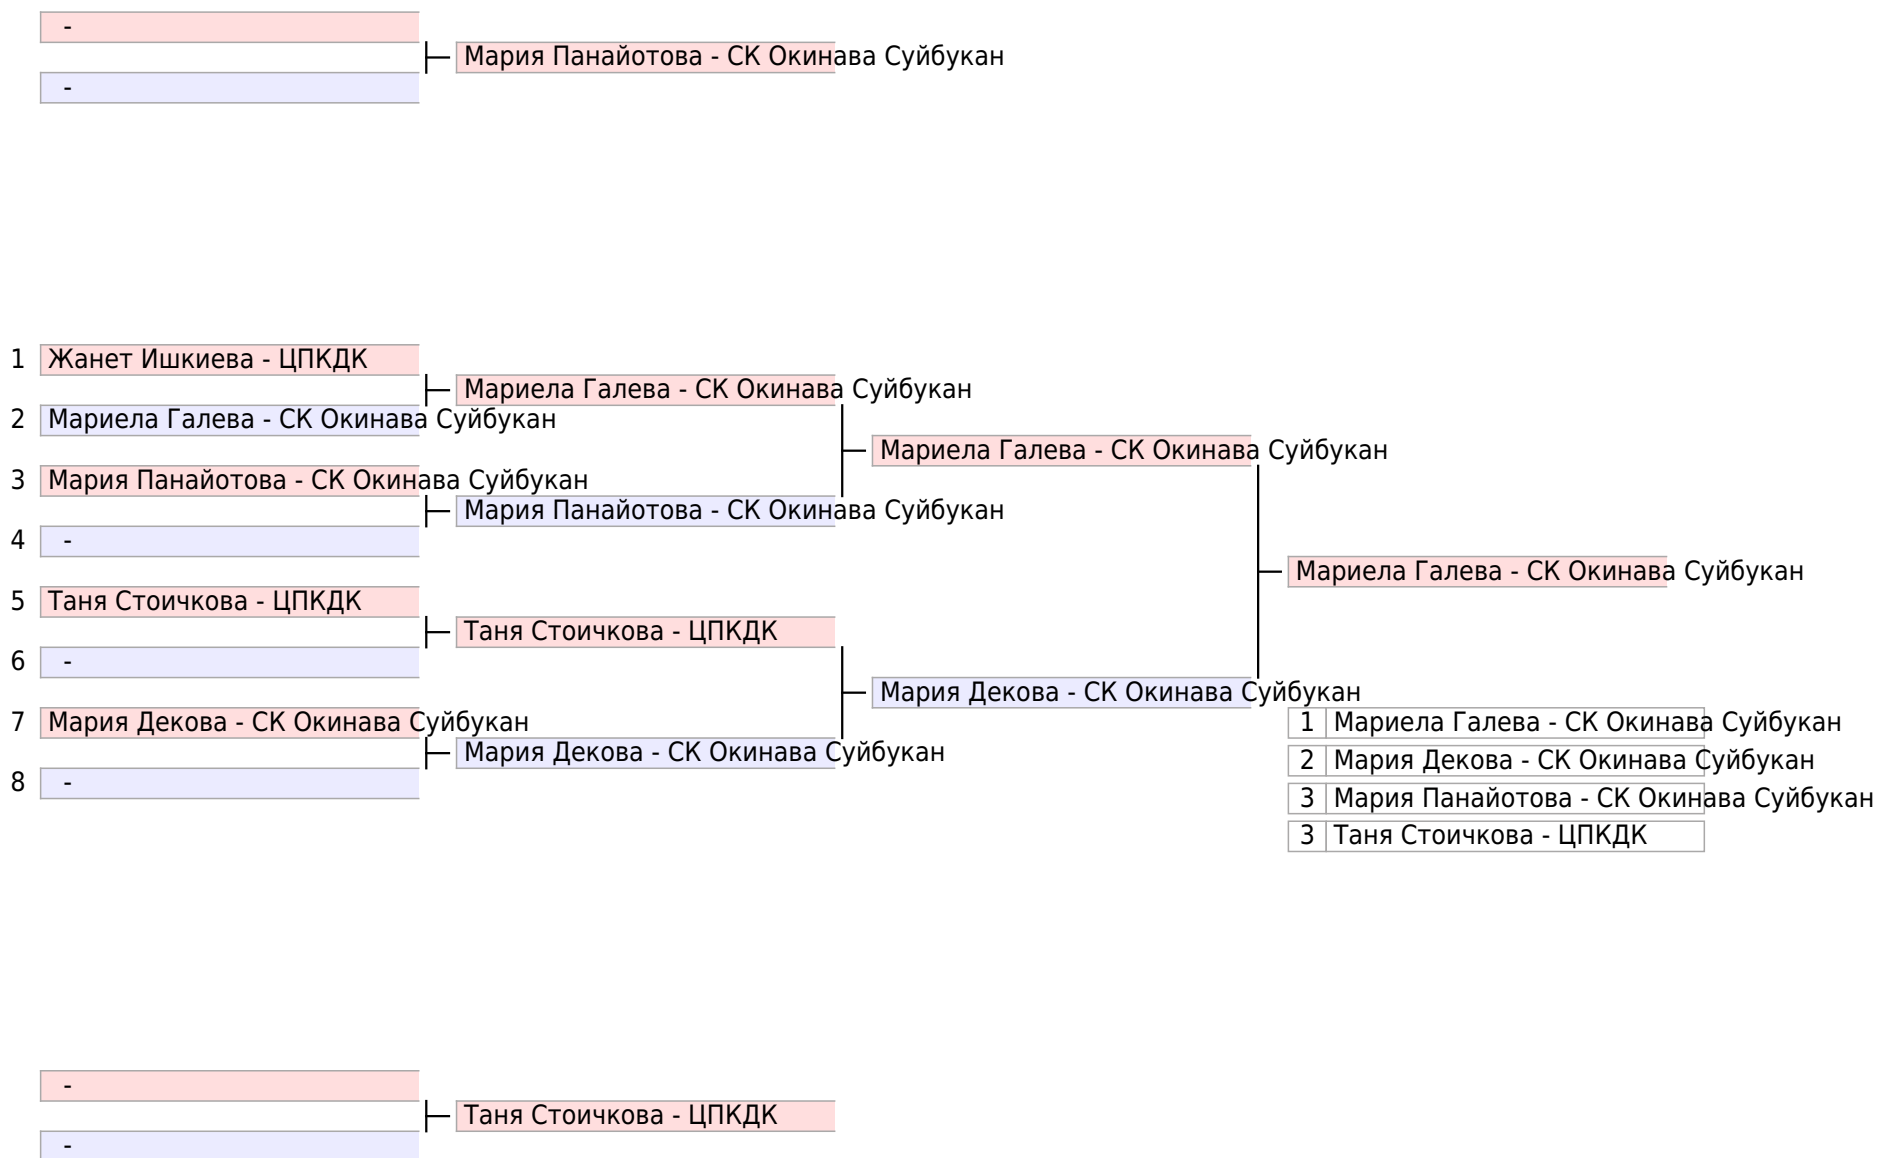 -
Мария Панайотова - СК Окинава Суйбукан
-
1 Жанет Ишкиева - ЦПКДК
Мариела Галева - СК Окинава Суйбукан
2 Мариела Галева - СК Окинава Суйбукан
Мариела Галева - СК Окинава Суйбукан
3 Мария Панайотова - СК Окинава Суйбукан
Мария Панайотова - СК Окинава Суйбукан
4 -
Мариела Галева - СК Окинава Суйбукан
5 Таня Стоичкова - ЦПКДК
Таня Стоичкова - ЦПКДК
6 -
Мария Декова - СК Окинава Суйбукан
7 Мария Декова - СК Окинава Суйбукан
Мария Декова - СК Окинава Суйбукан
8 -
1 Мариела Галева - СК Окинава Суйбукан
2 Мария Декова - СК Окинава Суйбукан
3 Мария Панайотова - СК Окинава Суйбукан
3 Таня Стоичкова - ЦПКДК
-
Таня Стоичкова - ЦПКДК
-